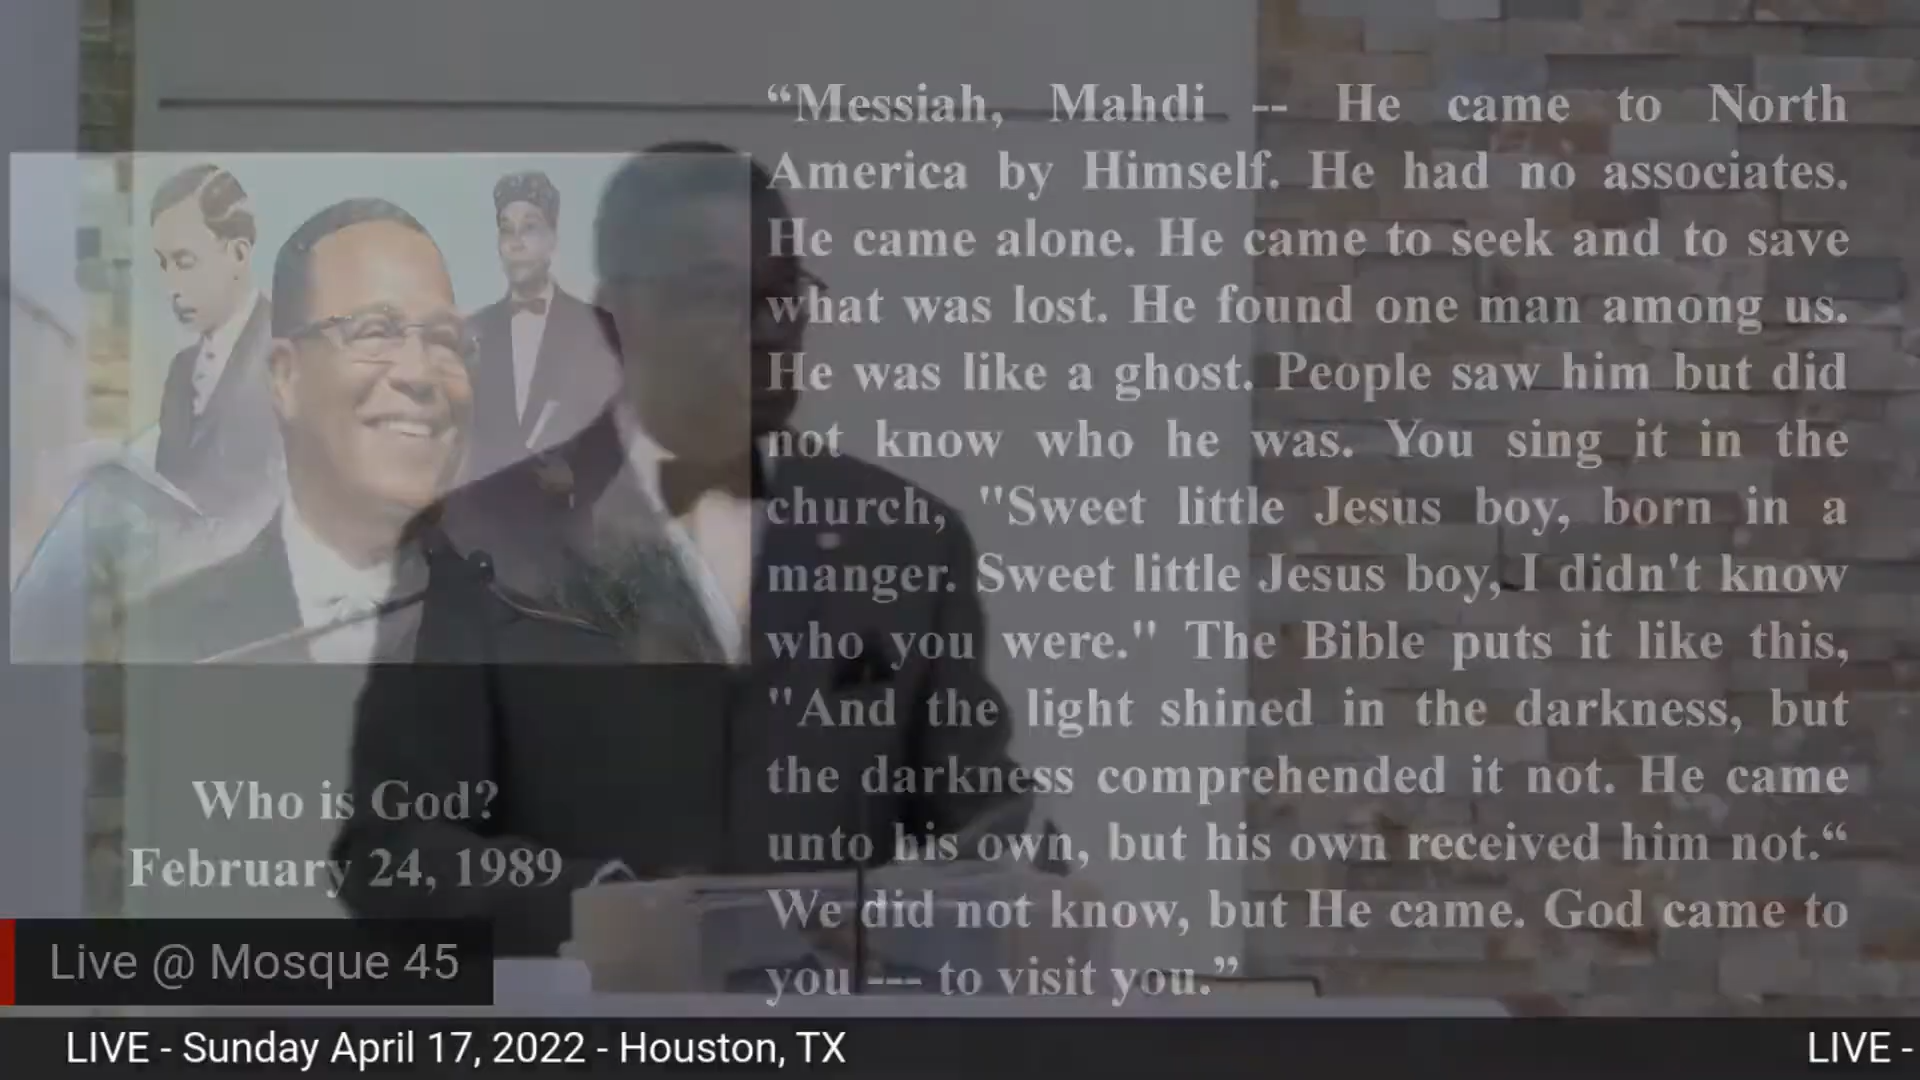 “Messiah, Mahdi -- He came to North
America by Himself. He had no associates.
He came alone. He came to seek and to save
what was lost. He found one man among us.
He was like a ghost. People saw him but did
not know who he was. You sing it in the
church, "Sweet little Jesus boy, born in a
manger. Sweet little Jesus boy, I didn't know
who you were." The Bible puts it like this,
"And the light shined in the darkness, but
the darkness comprehended it not. He came
unto his own, but his own received him not.“
We did not know, but He came. God came to
you --- to visit you.”
Who is God?
February 24, 1989
Live @ Mosque 45
LIVE - Sunday April 17, 2022 - Houston, TX
LIVE -